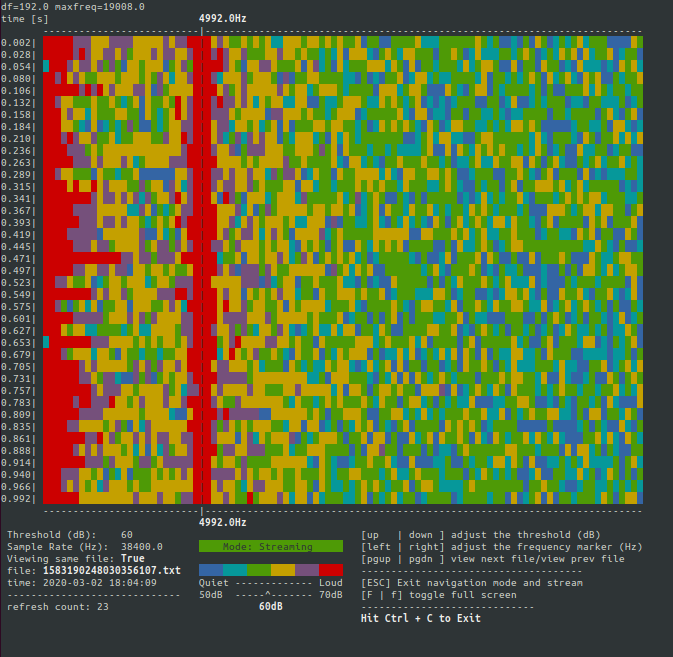 df=192.0 maxfreq=19008.0
time [s] 4992.0Hz
-------------------------|------------------------------------------------------------------------
0.002|
0.028|
0.054|
0.080|
0.106|
0.132|
0.158|
0.184|
0.210|
0.236|
0.263|
0.289|
0.315|
0.341|
0.367|
0.393|
0.419|
0.445|
0.471|
0.497|
0.523|
0.549|
0.575|
0.601|
0.627|
0.653|
0.679|
0.705|
0.731|
0.757|
0.783|
0.809|
0.835|
0.861|
0.888|
0.914|
0.940|
0.966|
0.992|
-------------------------|------------------------------------------------------------------------
4992.0Hz
Threshold (dB): 60
Sample Rate (Hz): 38400.0
Viewing same file: True
file: 1583190248030356107.txt
time: 2020-03-02 18:04:09
-----------------------------
refresh count: 23
Mode: Streaming
Quiet ------------- Loud
50dB -----^------- 70dB
60dB
[up | down ] adjust the threshold (dB)
[left | right] adjust the frequency marker (Hz)
[pgup | pgdn ] view next file/view prev file
-------------------------------------
[ESC] Exit navigation mode and stream
[F | f] toggle full screen
-----------------------------
Hit Ctrl + C to Exit